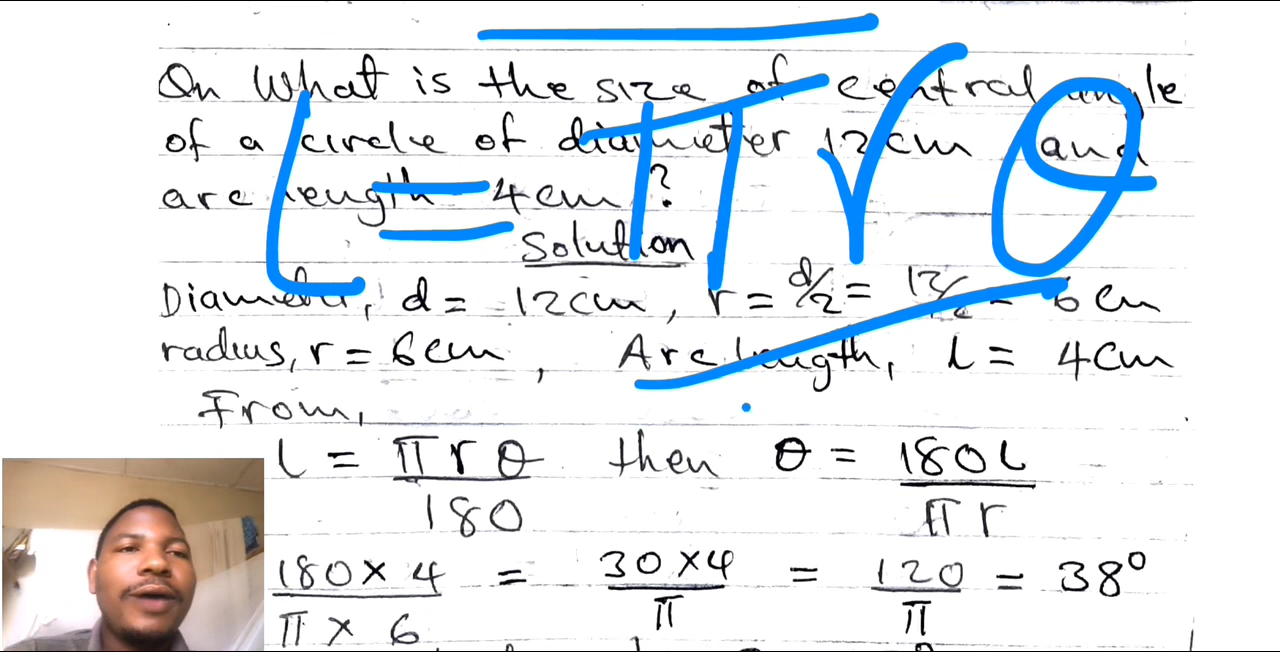 Qn What is the size of central angle
of a circle of diameter 12cm and
arc length = 4cm?
Solution
Diameter, d = 12cm, r = d/2 = 12/2 = 6cm
radius, r = 6cm, Arc length, l = 4cm
From,
l = πrθ/180 then θ = 180l/πr
180×4/π×6 = 30×4/π = 120/π = 38°
L = πrθ